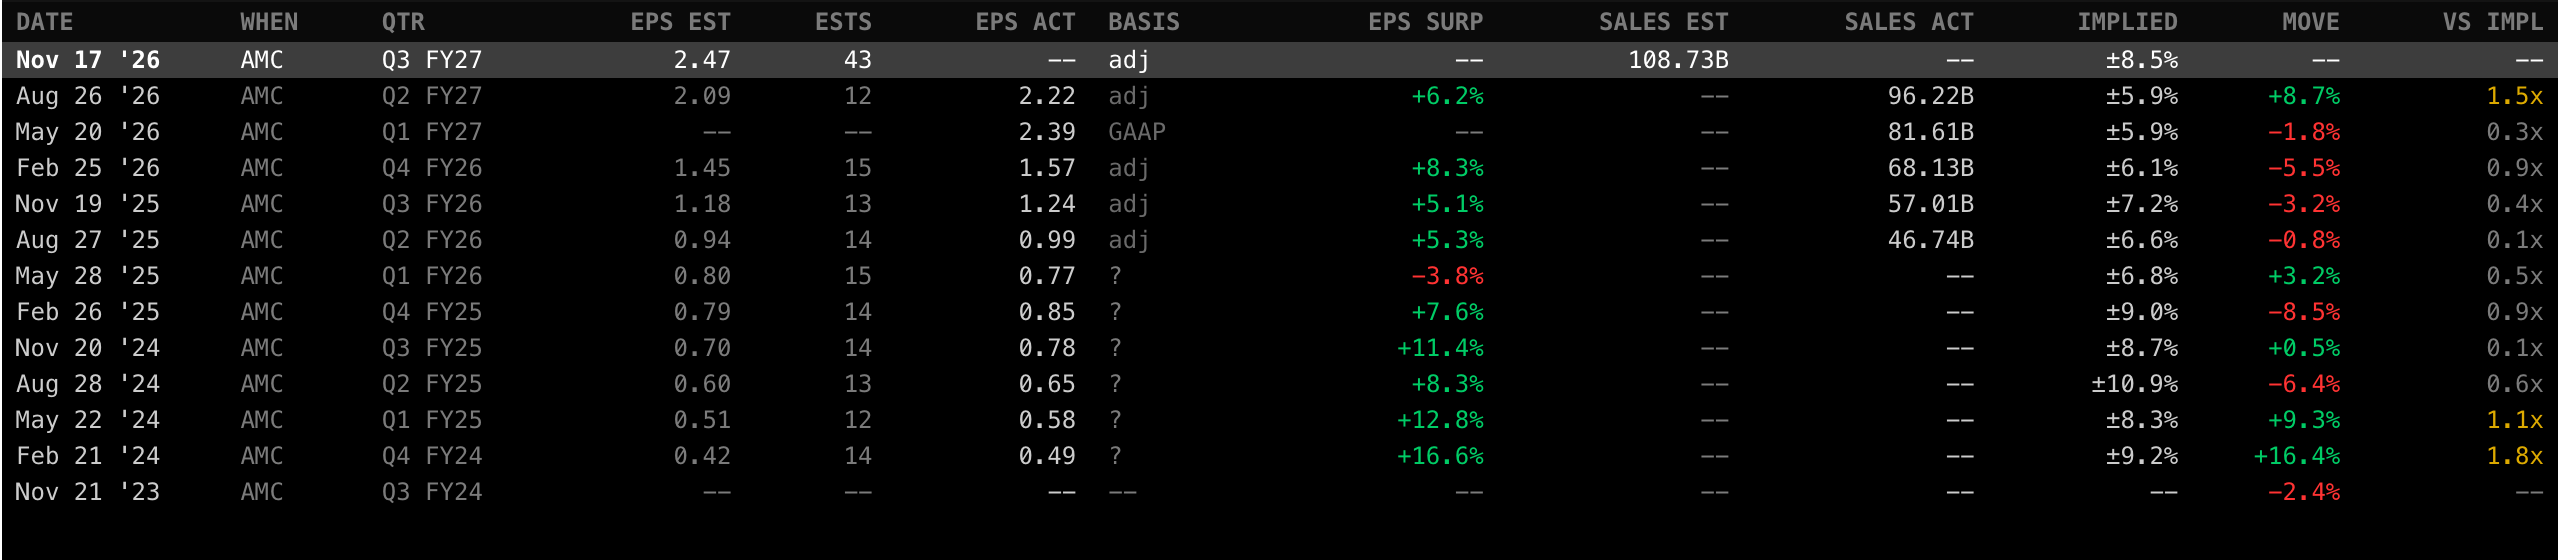 DATE WHEN QTR EPS EST ESTS EPS ACT BASIS EPS SURP SALES EST SALES ACT IMPLIED MOVE VS IMPL
Nov 17 '26 AMC Q3 FY27 2.47 43 -- adj -- 108.73B -- ±8.5% -- --
Aug 26 '26 AMC Q2 FY27 2.09 12 2.22 adj +6.2% -- 96.22B ±5.9% +8.7% 1.5x
May 20 '26 AMC Q1 FY27 -- -- 2.39 GAAP -- -- 81.61B ±5.9% -1.8% 0.3x
Feb 25 '26 AMC Q4 FY26 1.45 15 1.57 adj +8.3% -- 68.13B ±6.1% -5.5% 0.9x
Nov 19 '25 AMC Q3 FY26 1.18 13 1.24 adj +5.1% -- 57.01B ±7.2% -3.2% 0.4x
Aug 27 '25 AMC Q2 FY26 0.94 14 0.99 adj +5.3% -- 46.74B ±6.6% -0.8% 0.1x
May 28 '25 AMC Q1 FY26 0.80 15 0.77 ? -3.8% -- -- ±6.8% +3.2% 0.5x
Feb 26 '25 AMC Q4 FY25 0.79 14 0.85 ? +7.6% -- -- ±9.0% -8.5% 0.9x
Nov 20 '24 AMC Q3 FY25 0.70 14 0.78 ? +11.4% -- -- ±8.7% +0.5% 0.1x
Aug 28 '24 AMC Q2 FY25 0.60 13 0.65 ? +8.3% -- -- ±10.9% -6.4% 0.6x
May 22 '24 AMC Q1 FY25 0.51 12 0.58 ? +12.8% -- -- ±8.3% +9.3% 1.1x
Feb 21 '24 AMC Q4 FY24 0.42 14 0.49 ? +16.6% -- -- ±9.2% +16.4% 1.8x
Nov 21 '23 AMC Q3 FY24 -- -- -- -- -- -- -- -- -2.4% --